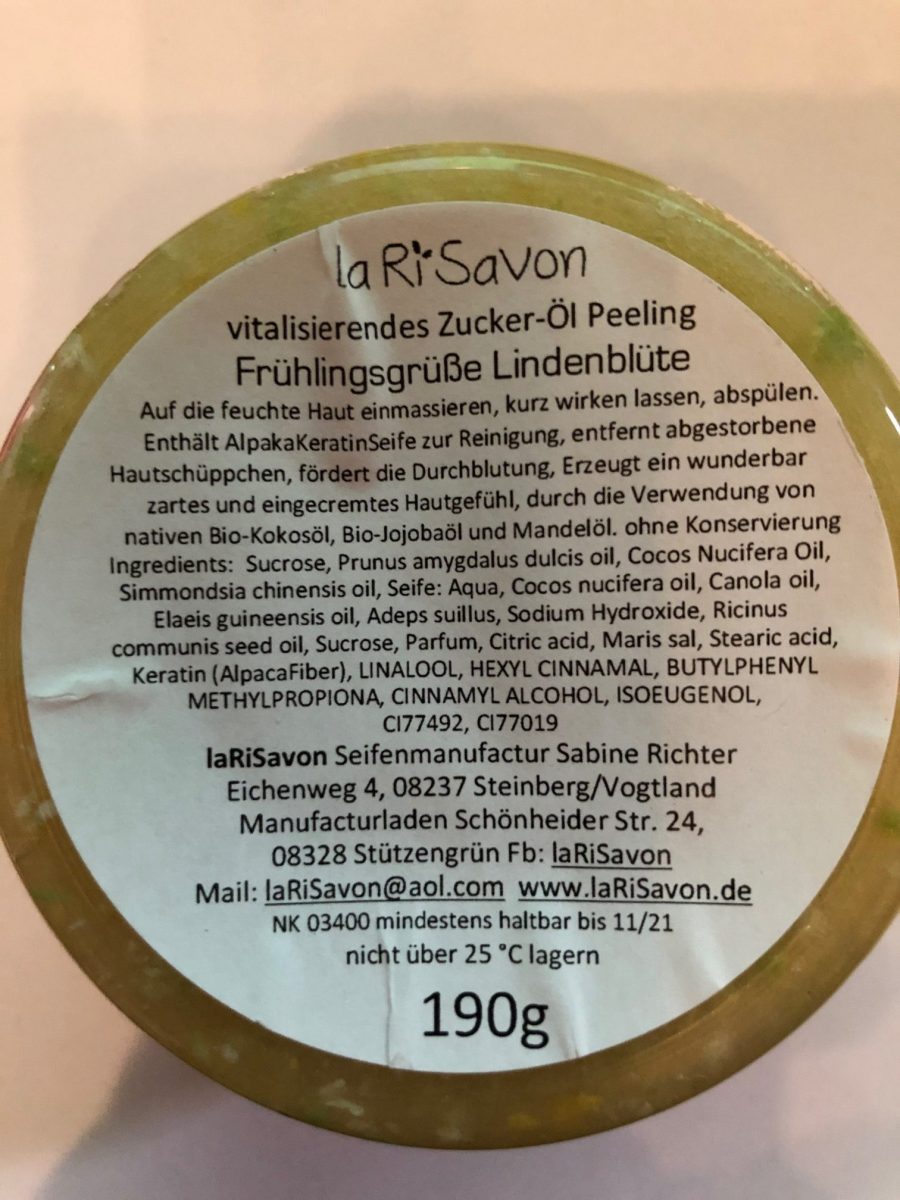 la Ri Savon
vitalisierendes Zucker-Öl Peeling
Frühlingsgrüße Lindenblüte
Auf die feuchte Haut einmassieren, kurz wirken lassen, abspülen.
Enthält AlpakaKeratinSeife zur Reinigung, entfernt abgestorbene
Hautschüppchen, fördert die Durchblutung, Erzeugt ein wunderbar
zartes und eingecremtes Hautgefühl, durch die Verwendung von
nativen Bio-Kokosöl, Bio-Jojobaöl und Mandelöl. ohne Konservierung
Ingredients: Sucrose, Prunus amygdalus dulcis oil, Cocos Nucifera Oil,
Simmondsia chinensis oil, Seife: Aqua, Cocos nucifera oil, Canola oil,
Elaeis guineensis oil, Adeps suillus, Sodium Hydroxide, Ricinus
communis seed oil, Sucrose, Parfum, Citric acid, Maris sal, Stearic acid,
Keratin (AlpacaFiber), LINALOOL, HEXYL CINNAMAL, BUTYLPHENYL
METHYLPROPIONA, CINNAMYL ALCOHOL, ISOEUGENOL,
CI77492, CI77019
laRiSavon Seifenmanufactur Sabine Richter
Eichenweg 4, 08237 Steinberg/Vogtland
Manufacturladen Schönheider Str. 24,
08328 Stützengrün Fb: laRiSavon
Mail: laRiSavon@aol.com www.laRiSavon.de
NK 03400 mindestens haltbar bis 11/21
nicht über 25 °C lagern
190g